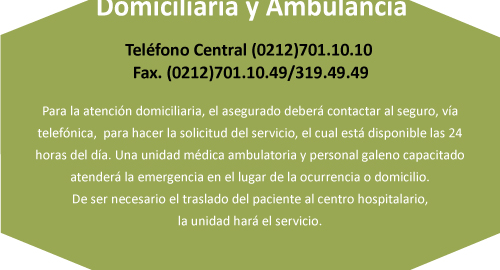 Domiciliaria y Ambulancia
Teléfono Central (0212)701.10.10
Fax. (0212)701.10.49/319.49.49
Para la atención domiciliaria, el asegurado deberá contactar al seguro, vía
telefónica, para hacer la solicitud del servicio, el cual está disponible las 24
horas del día. Una unidad médica ambulatoria y personal galeno capacitado
atenderá la emergencia en el lugar de la ocurrencia o domicilio.
De ser necesario el traslado del paciente al centro hospitalario,
la unidad hará el servicio.